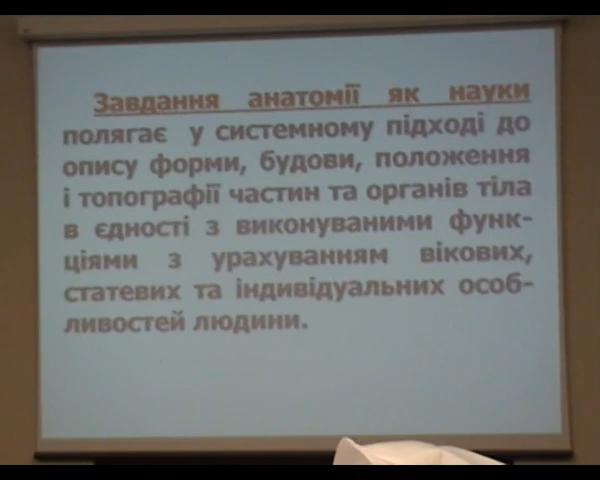 Завдання анатомії як науки
полягає у системному підході до
опису форми, будови, положення
і топографії частин та органів тіла
в єдності з виконуваними функ-
ціями з урахуванням вікових,
статевих та індивідуальних особ-
ливостей людини.